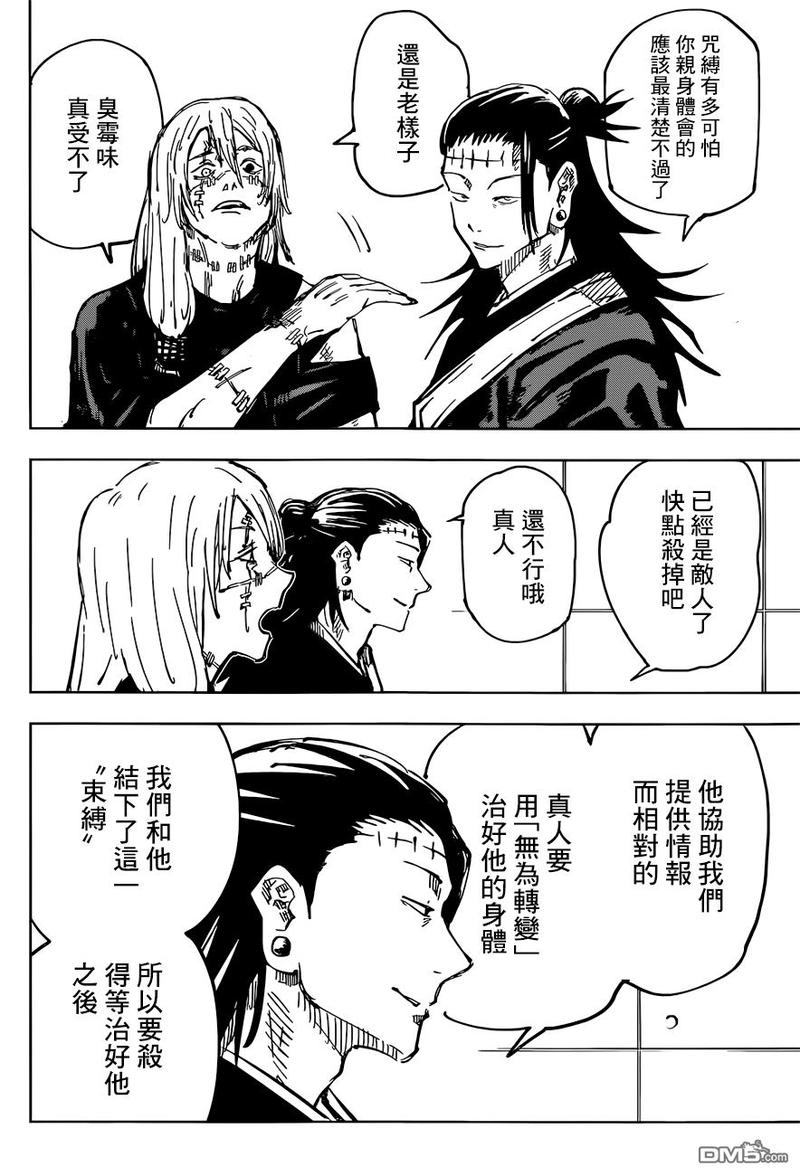 咒縛有多可怕
你親身體會的
應該最清楚不過了
還是老樣子
臭霉味
真受不了
已經是敵人了
快點殺掉吧
還不行哦
真人
他協助我們
提供情報
而相對的
真人要
用「無為轉變」
治好他的身體
我們和他
結下了這一
〝束縛〞
所以要殺
得等治好他
之後
DM5.com